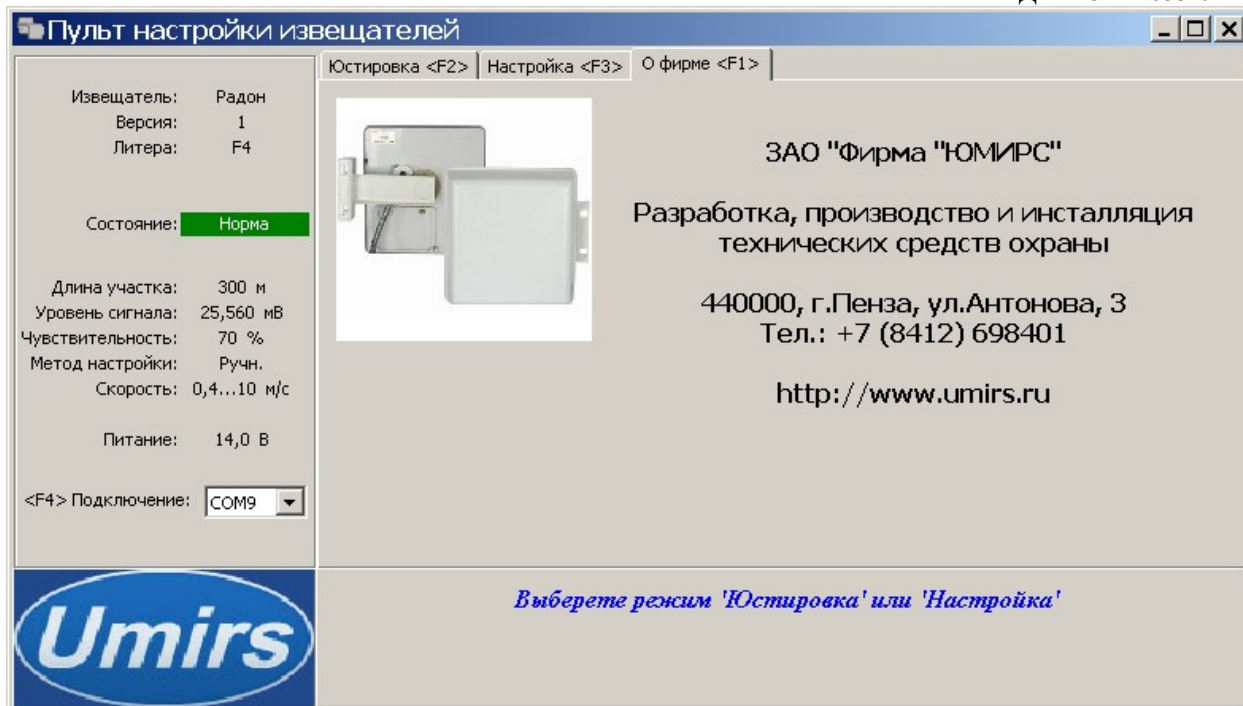 Пульт настройки извещателей
Извещатель: Радон
Версия: 1
Литера: F4
Состояние: Норма
Длина участка: 300 м
Уровень сигнала: 25,560 мВ
Чувствительность: 70 %
Метод настройки: Ручн.
Скорость: 0,4...10 м/с
Питание: 14,0 В
<F4> Подключение: COM9
Umirs
Юстировка <F2> Настройка <F3> О фирме <F1>
ЗАО "Фирма "ЮМИРС"
Разработка, производство и инсталляция
технических средств охраны
440000, г.Пенза, ул.Антонова, 3
Тел.: +7 (8412) 698401
http://www.umirs.ru
Выберете режим 'Юстировка' или 'Настройка'